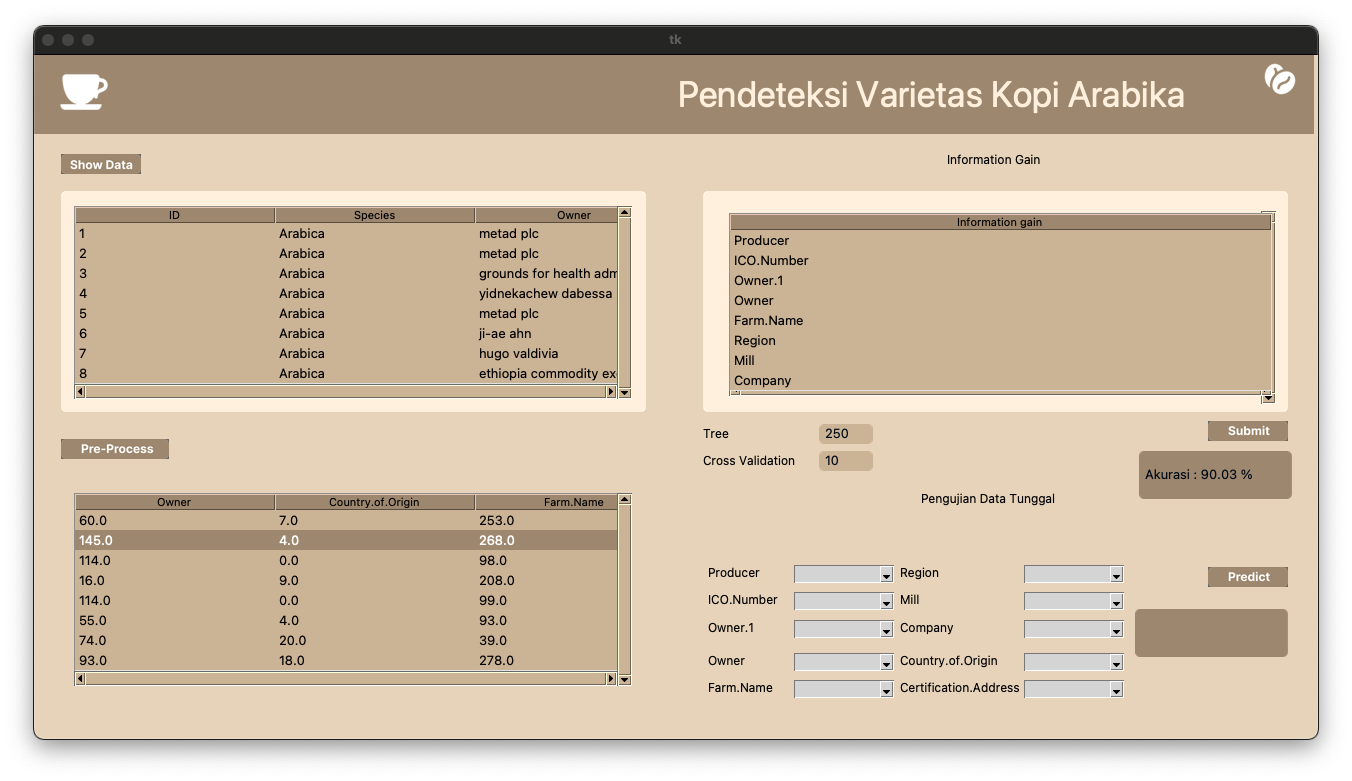 tk
Pendeteksi Varietas Kopi Arabika
Show Data
ID Species Owner
1 Arabica metad plc
2 Arabica metad plc
3 Arabica grounds for health adm
4 Arabica yidnekachew dabessa
5 Arabica metad plc
6 Arabica ji-ae ahn
7 Arabica hugo valdivia
8 Arabica ethiopia commodity ex
Information Gain
Information gain
Producer
ICO.Number
Owner.1
Owner
Farm.Name
Region
Mill
Company
Pre-Process
Owner Country.of.Origin Farm.Name
60.0 7.0 253.0
145.0 4.0 268.0
114.0 0.0 98.0
16.0 9.0 208.0
114.0 0.0 99.0
55.0 4.0 93.0
74.0 20.0 39.0
93.0 18.0 278.0
Tree 250
Submit
Cross Validation 10
Akurasi : 90.03 %
Pengujian Data Tunggal
Producer Region
Predict
ICO.Number Mill
Owner.1 Company
Owner Country.of.Origin
Farm.Name Certification.Address